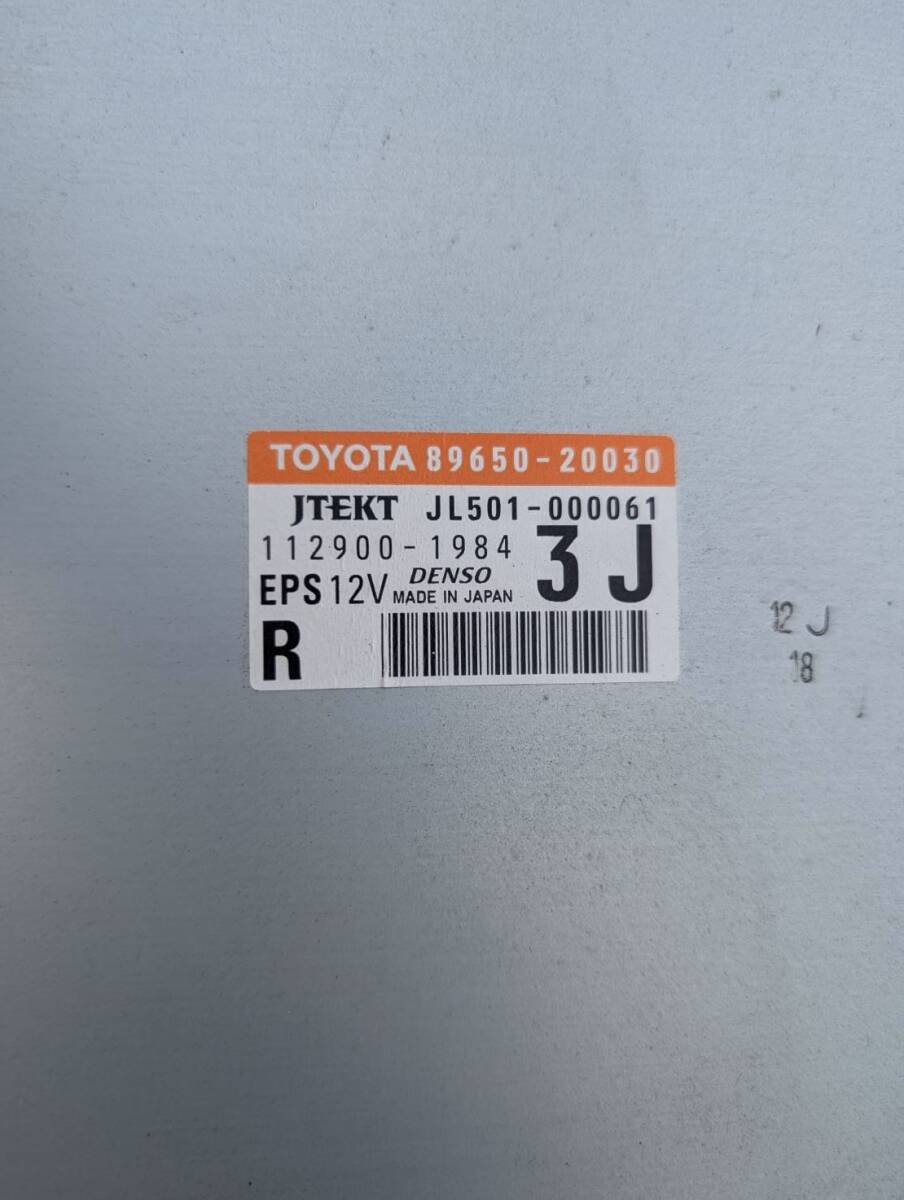 TOYOTA 89650-20030
JTEKT JL501-000061
112900-1984
3J
EPS 12V DENSO
MADE IN JAPAN
R
12 J
18